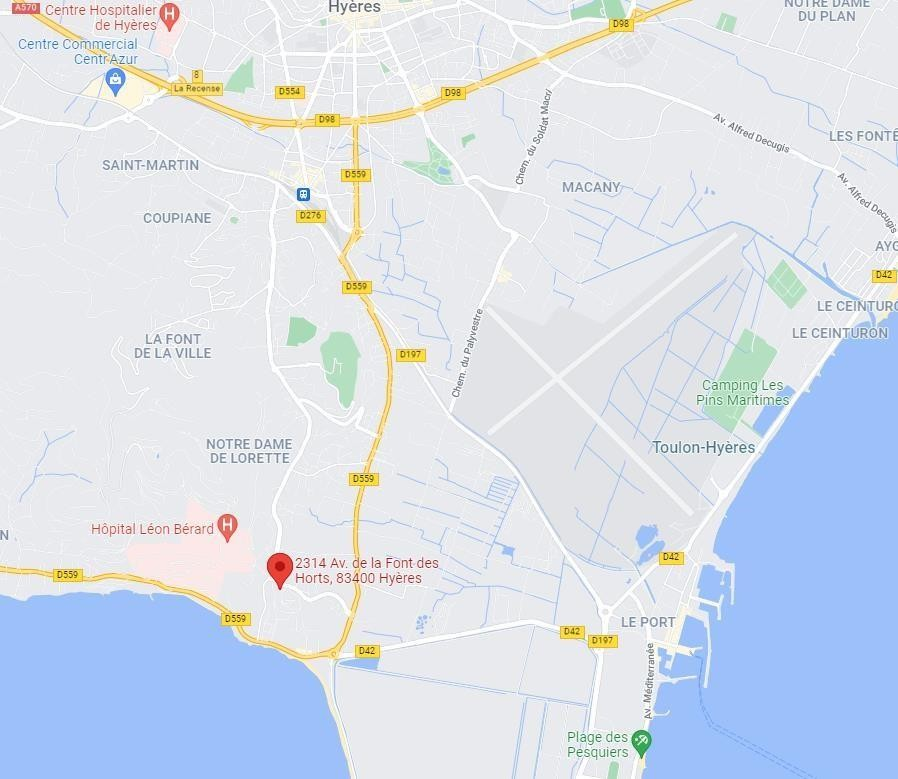 A570
Centre Hospitalier
de Hyères
Hyères
D98
NOTRE DAME
DU PLAN
Centre Commercial
Centr'Azur
8
La Recense
D554
D98
D98
Av. Alfred Decugis
LES FONTÊ
Chem. du Soldat Macri
SAINT-MARTIN
D559
MACANY
Av. Alfred Decugis
COUPIANE
D276
AYG
D42
D559
LE CEINTURO
LE CEINTURON
LA FONT
DE LA VILLE
D197
Chem. du Palyvestre
Camping Les
Pins Maritimes
NOTRE DAME
DE LORETTE
Toulon-Hyères
D559
N
Hôpital Léon Bérard
2314 Av. de la Font des
Horts, 83400 Hyères
D42
D559
D559
LE PORT
D42
D197
D42
Av. Méditerranée
Plage des
Pesquiers